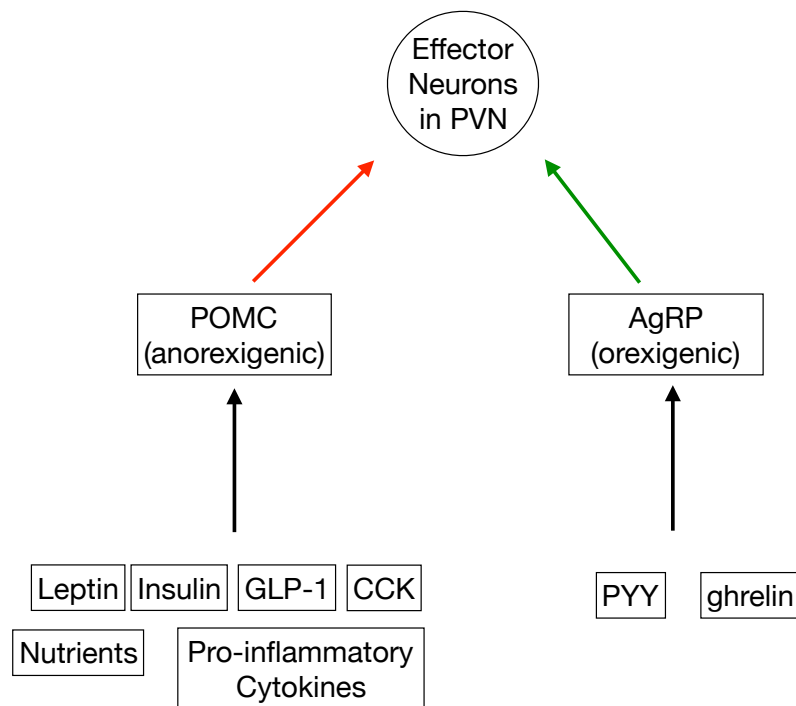 Effector
Neurons
in PVN
POMC
(anorexigenic)
AgRP
(orexigenic)
Leptin
Insulin
GLP-1
CCK
PYY
ghrelin
Nutrients
Pro-inflammatory
Cytokines